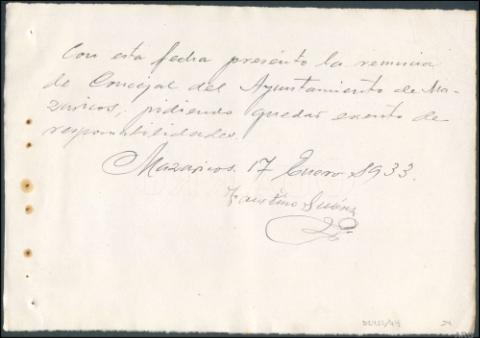 Con esta fecha presento la renuncia
de Concejal del Ayuntamiento de Ma-
zaricos, pidiendo quedar exento de
responsabilidades.
Mazaricos 17 Enero 1933.
Faustino